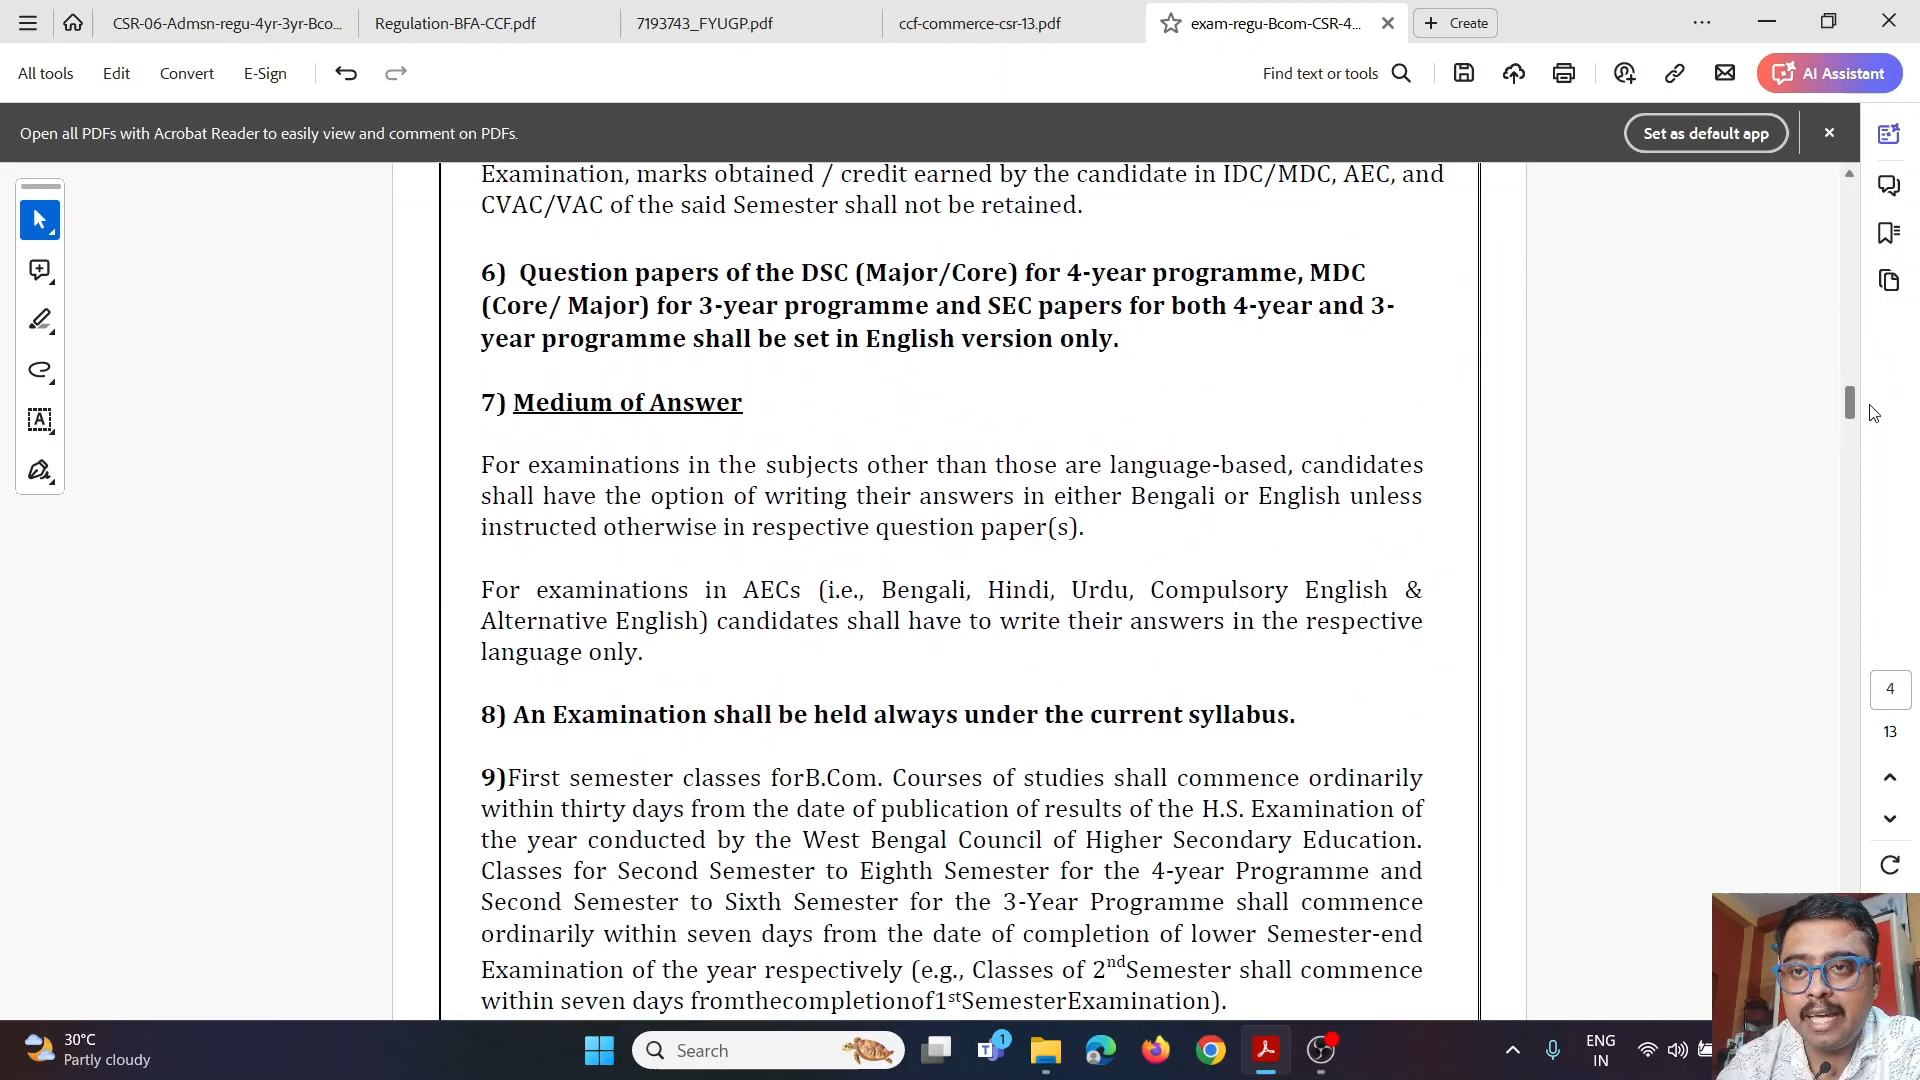 CSR-06-Admsn-regu-4yr-3yr-Bco...
Regulation-BFA-CCF.pdf
7193743_FYUGP.pdf
ccf-commerce-csr-13.pdf
exam-regu-Bcom-CSR-4...
Create
All tools
Edit
Convert
E-Sign
Find text or tools
AI Assistant
Open all PDFs with Acrobat Reader to easily view and comment on PDFs.
Set as default app
Examination, marks obtained / credit earned by the candidate in IDC/MDC, AEC, and
CVAC/VAC of the said Semester shall not be retained.
6) Question papers of the DSC (Major/Core) for 4-year programme, MDC
(Core/ Major) for 3-year programme and SEC papers for both 4-year and 3-
year programme shall be set in English version only.
7) Medium of Answer
For examinations in the subjects other than those are language-based, candidates
shall have the option of writing their answers in either Bengali or English unless
instructed otherwise in respective question paper(s).
For examinations in AECs (i.e., Bengali, Hindi, Urdu, Compulsory English &
Alternative English) candidates shall have to write their answers in the respective
language only.
8) An Examination shall be held always under the current syllabus.
9)First semester classes forB.Com. Courses of studies shall commence ordinarily
within thirty days from the date of publication of results of the H.S. Examination of
the year conducted by the West Bengal Council of Higher Secondary Education.
Classes for Second Semester to Eighth Semester for the 4-year Programme and
Second Semester to Sixth Semester for the 3-Year Programme shall commence
ordinarily within seven days from the date of completion of lower Semester-end
Examination of the year respectively (e.g., Classes of 2ndSemester shall commence
within seven days fromthecompletionof1stSemesterExamination).
4
13
30°C
Partly cloudy
Search
1
ENG
IN